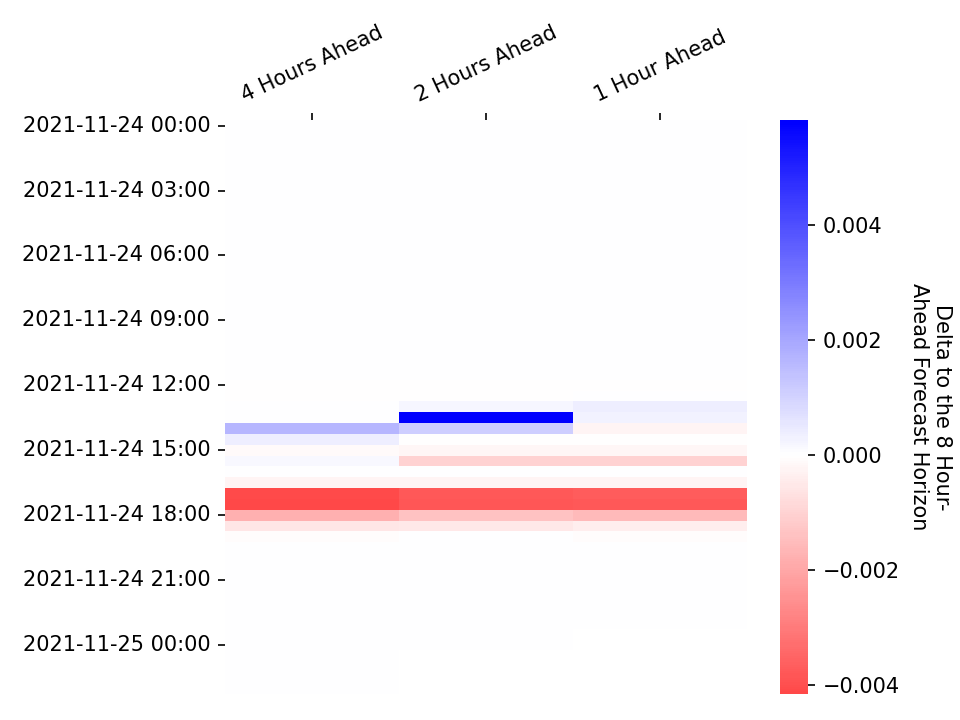 4 Hours Ahead
2 Hours Ahead
1 Hour Ahead
2021-11-24 00:00
2021-11-24 03:00
2021-11-24 06:00
2021-11-24 09:00
2021-11-24 12:00
2021-11-24 15:00
2021-11-24 18:00
2021-11-24 21:00
2021-11-25 00:00
0.004
0.002
0.000
−0.002
−0.004
Delta to the 8 Hour-
Ahead Forecast Horizon